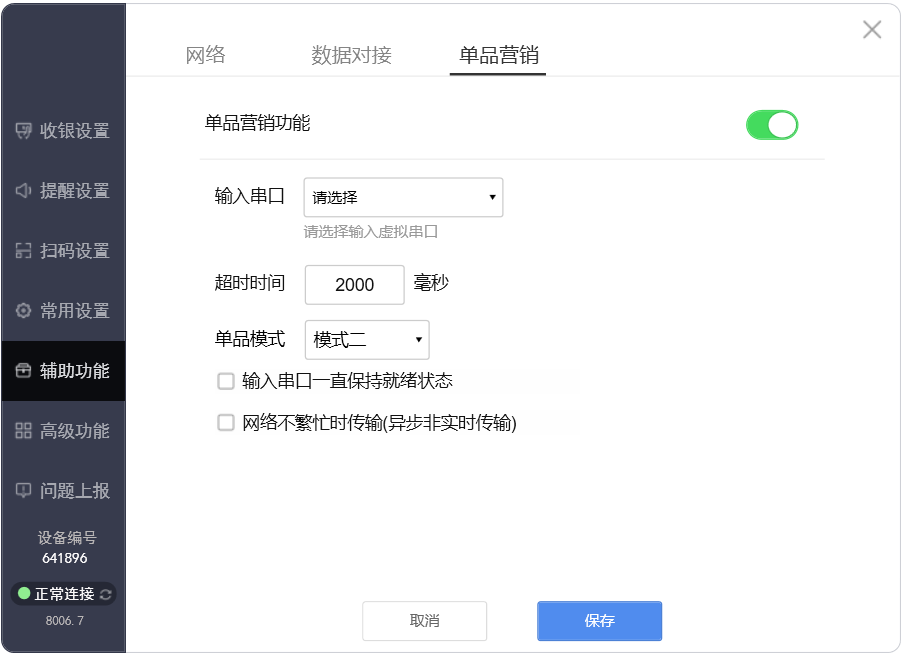 网络
数据对接
单品营销
收银设置
提醒设置
扫码设置
常用设置
辅助功能
高级功能
问题上报
设备编号
641896
正常连接
8006.7
单品营销功能
输入串口 请选择
请选择输入虚拟串口
超时时间 2000 毫秒
单品模式 模式二
输入串口一直保持就绪状态
网络不繁忙时传输(异步非实时传输)
取消
保存